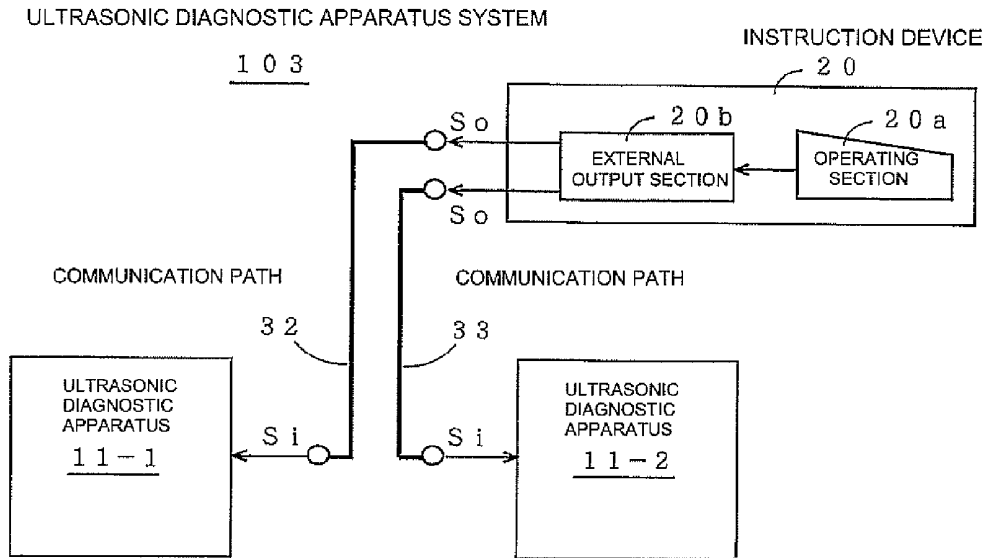 ULTRASONIC DIAGNOSTIC APPARATUS SYSTEM
103
INSTRUCTION DEVICE
20
So
20b
20a
EXTERNAL
OUTPUT SECTION
OPERATING
SECTION
So
COMMUNICATION PATH
COMMUNICATION PATH
32
33
ULTRASONIC
DIAGNOSTIC
APPARATUS
11-1
Si
Si
ULTRASONIC
DIAGNOSTIC
APPARATUS
11-2